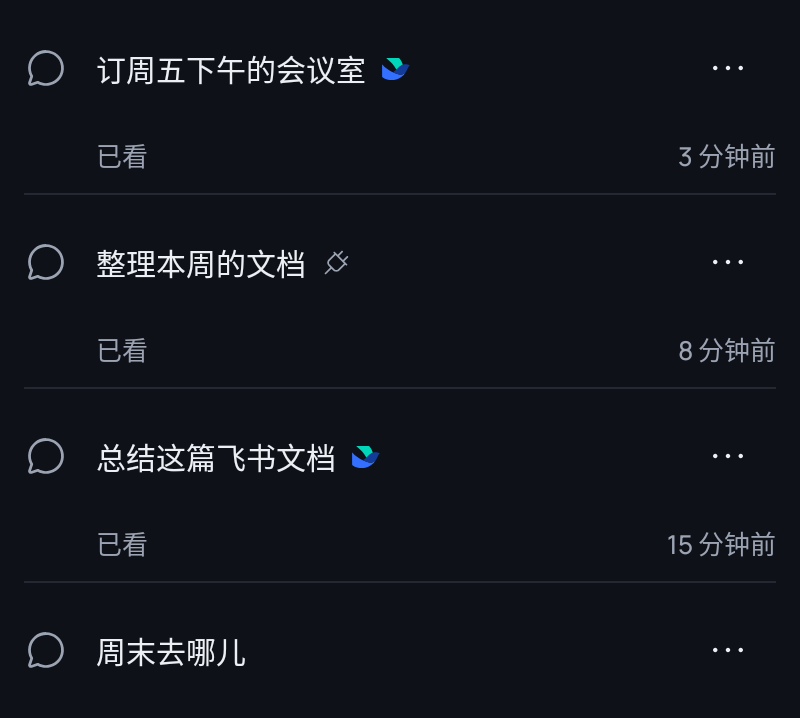 订周五下午的会议室
已看 3 分钟前
整理本周的文档
已看 8 分钟前
总结这篇飞书文档
已看 15 分钟前
周末去哪儿